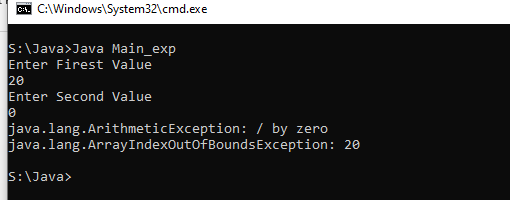 C:\Windows\System32\cmd.exe
S:\Java>Java Main_exp
Enter Firest Value
20
Enter Second Value
0
java.lang.ArithmeticException: / by zero
java.lang.ArrayIndexOutOfBoundsException: 20
S:\Java>